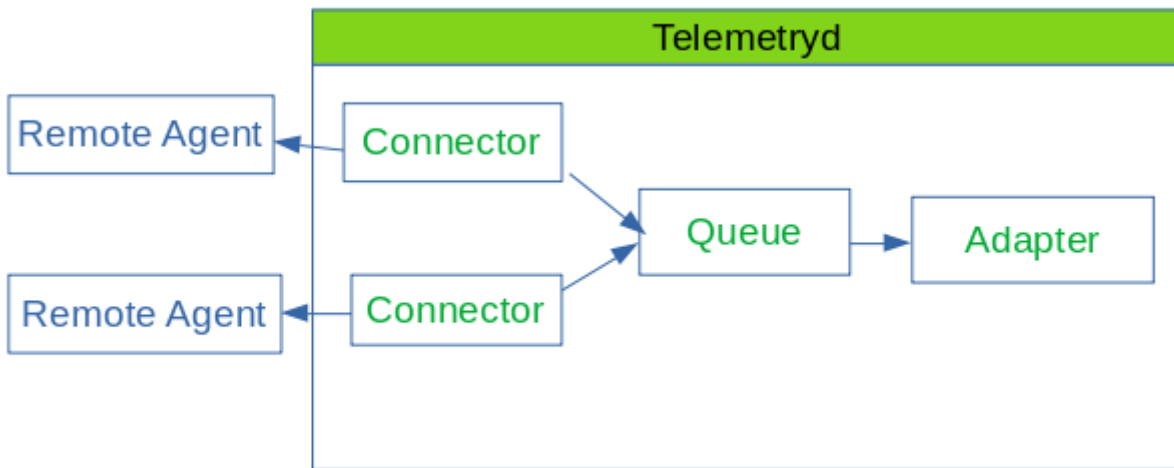 Telemetryd
Remote Agent
Connector
Queue
Adapter
Remote Agent
Connector